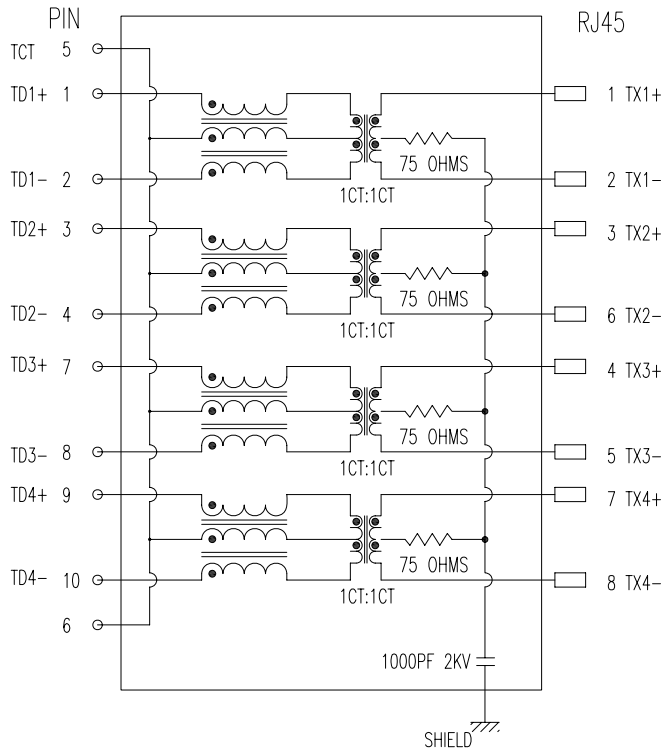 PIN
RJ45
TCT 5
TD1+ 1
1 TX1+
75 OHMS
TD1- 2
2 TX1-
1CT:1CT
TD2+ 3
3 TX2+
75 OHMS
TD2- 4
6 TX2-
1CT:1CT
TD3+ 7
4 TX3+
75 OHMS
TD3- 8
5 TX3-
1CT:1CT
TD4+ 9
7 TX4+
75 OHMS
TD4- 10
8 TX4-
1CT:1CT
6
1000PF 2KV
SHIELD